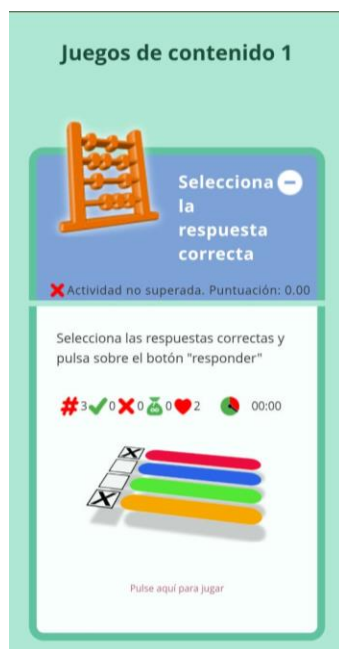 Juegos de contenido 1
Selecciona
la
respuesta
correcta
Actividad no superada. Puntuación: 0.00
Selecciona las respuestas correctas y
pulsa sobre el botón "responder"
3 0 0 0 2 00:00
Pulse aquí para jugar